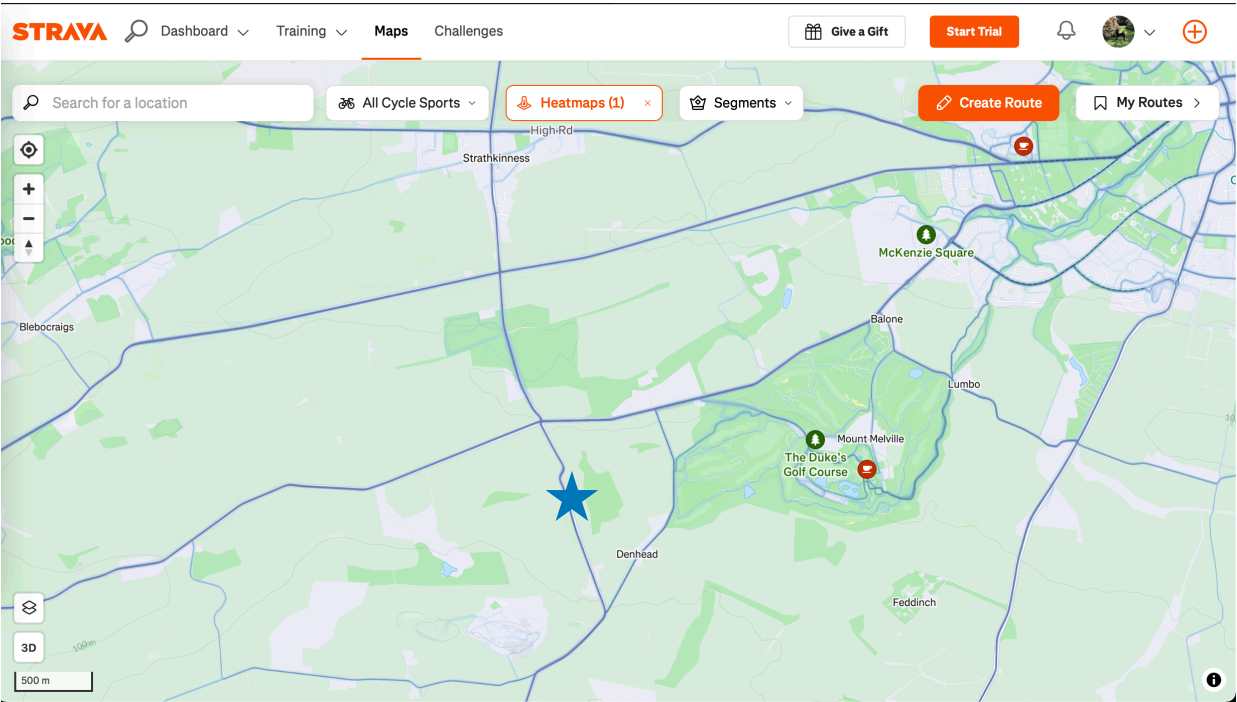 STRAVA
Dashboard
Training
Maps
Challenges
Give a Gift
Start Trial
Search for a location
All Cycle Sports
Heatmaps (1)
×
Segments
Create Route
My Routes
High Rd
Strathkinness
McKenzie Square
Blebocraigs
Balone
Lumbo
Mount Melville
The Duke's
Golf Course
Denhead
Feddinch
100 m
3D
500 m